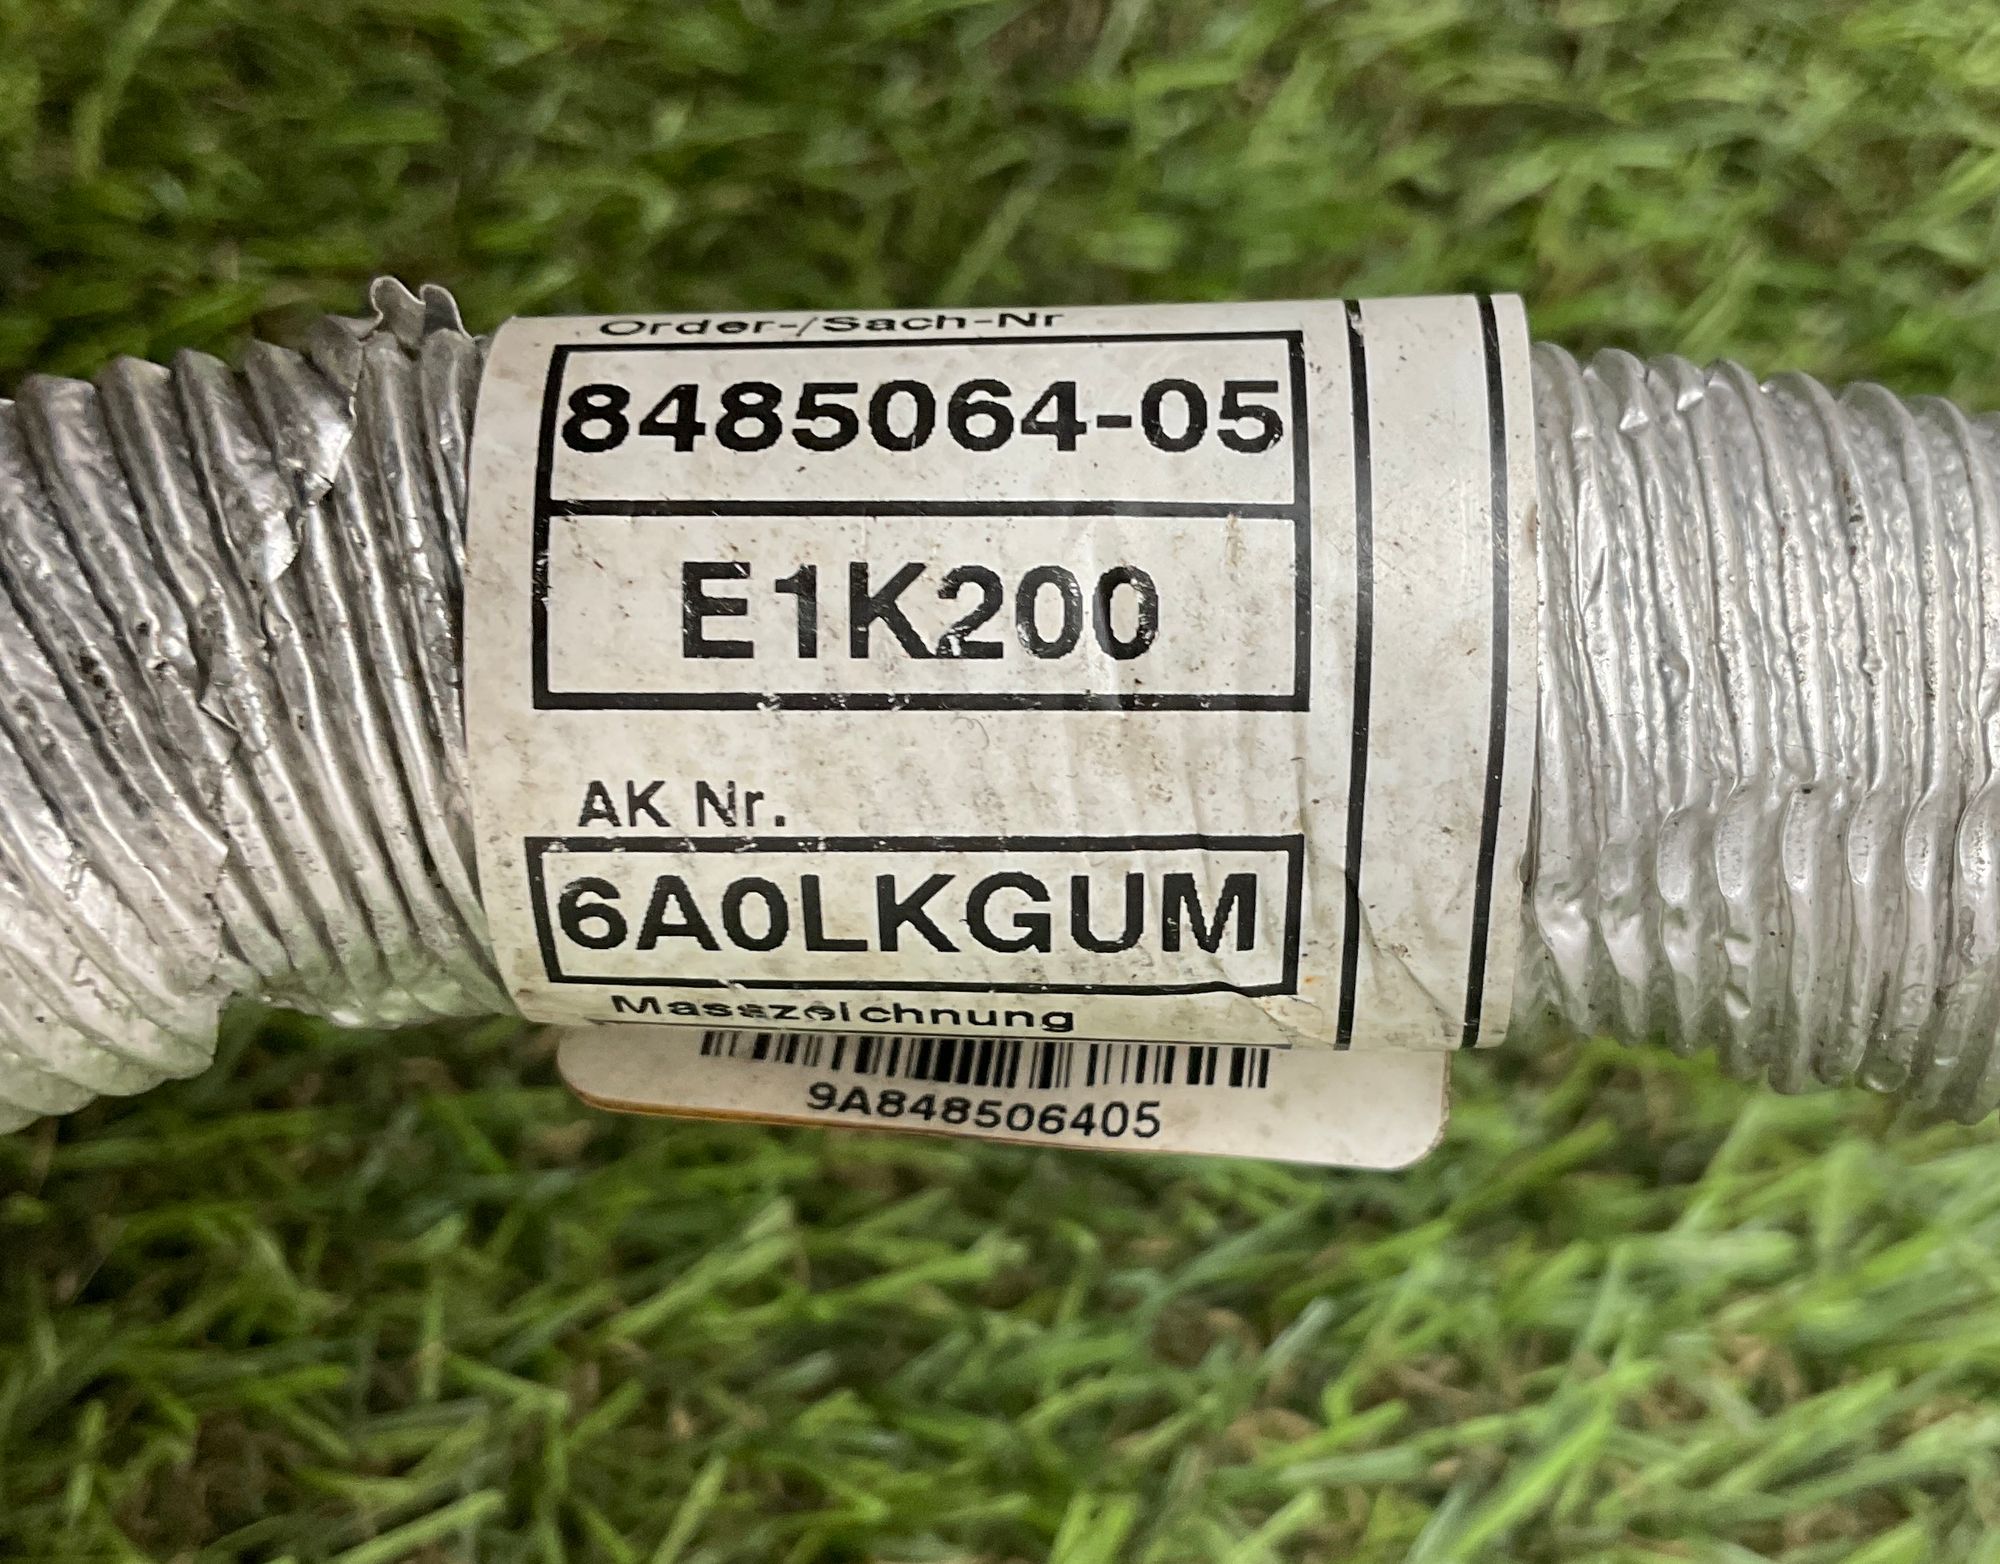 Order-/Sach-Nr
8485064-05
E1K200
AK Nr.
6A0LKGUM
Masszeichnung
9A848506405